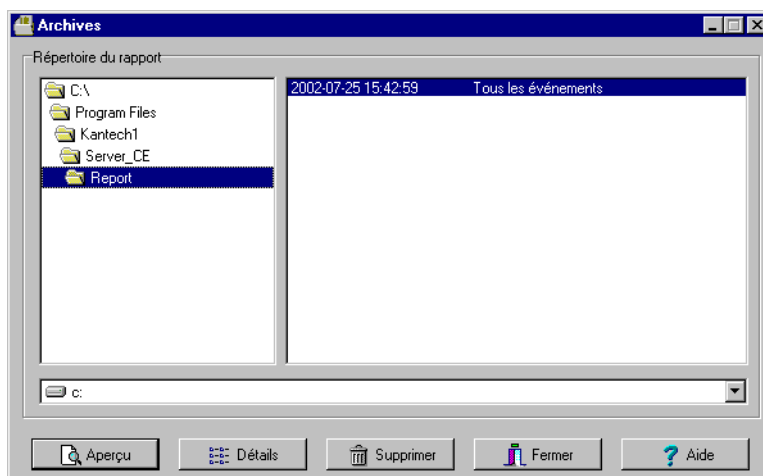 Archives
Répertoire du rapport
C:\
Program Files
Kantech1
Server_CE
Report
2002-07-25 15:42:59 Tous les événements
c:
Aperçu Détails Supprimer Fermer Aide